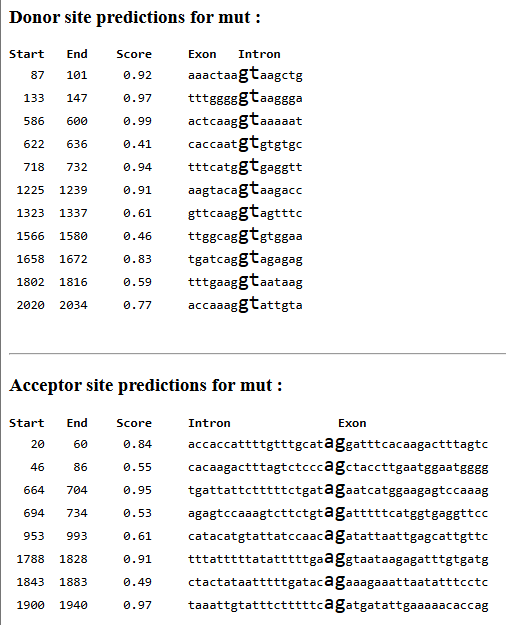 Donor site predictions for mut :
Start End Score Exon Intron
87 101 0.92 aaactaagtaagctg
133 147 0.97 tttgggggtaaggga
586 600 0.99 actcaaggtaaaaat
622 636 0.41 caccaatgtgtgtgc
718 732 0.94 tttcatggtgaggtt
1225 1239 0.91 aagtacagtaagacc
1323 1337 0.61 gttcaaggtagtttc
1566 1580 0.46 ttggcaggtgtggaa
1658 1672 0.83 tgatcaggtagagag
1802 1816 0.59 tttgaaggtaataag
2020 2034 0.77 accaaaggtattgta
Acceptor site predictions for mut :
Start End Score Intron Exon
20 60 0.84 accaccattttgtttgcataggatttcacaagactttagtc
46 86 0.55 cacaagactttagtctcccagctaccttgaatggaatgggg
664 704 0.95 tgattattctttttctgatagaatcatggaagagtccaaag
694 734 0.53 agagtccaaagtcttctgtagatttttcatggtgaggttcc
953 993 0.61 catacatgtattatccaacagatattaattgagcattgttc
1788 1828 0.91 tttatttttatatttttgaaggtaataagagatttgtgatg
1843 1883 0.49 ctactataatttttgatacagaaagaaattaatatttcctc
1900 1940 0.97 taaattgtatttctttttcagatgatattgaaaaacaccag